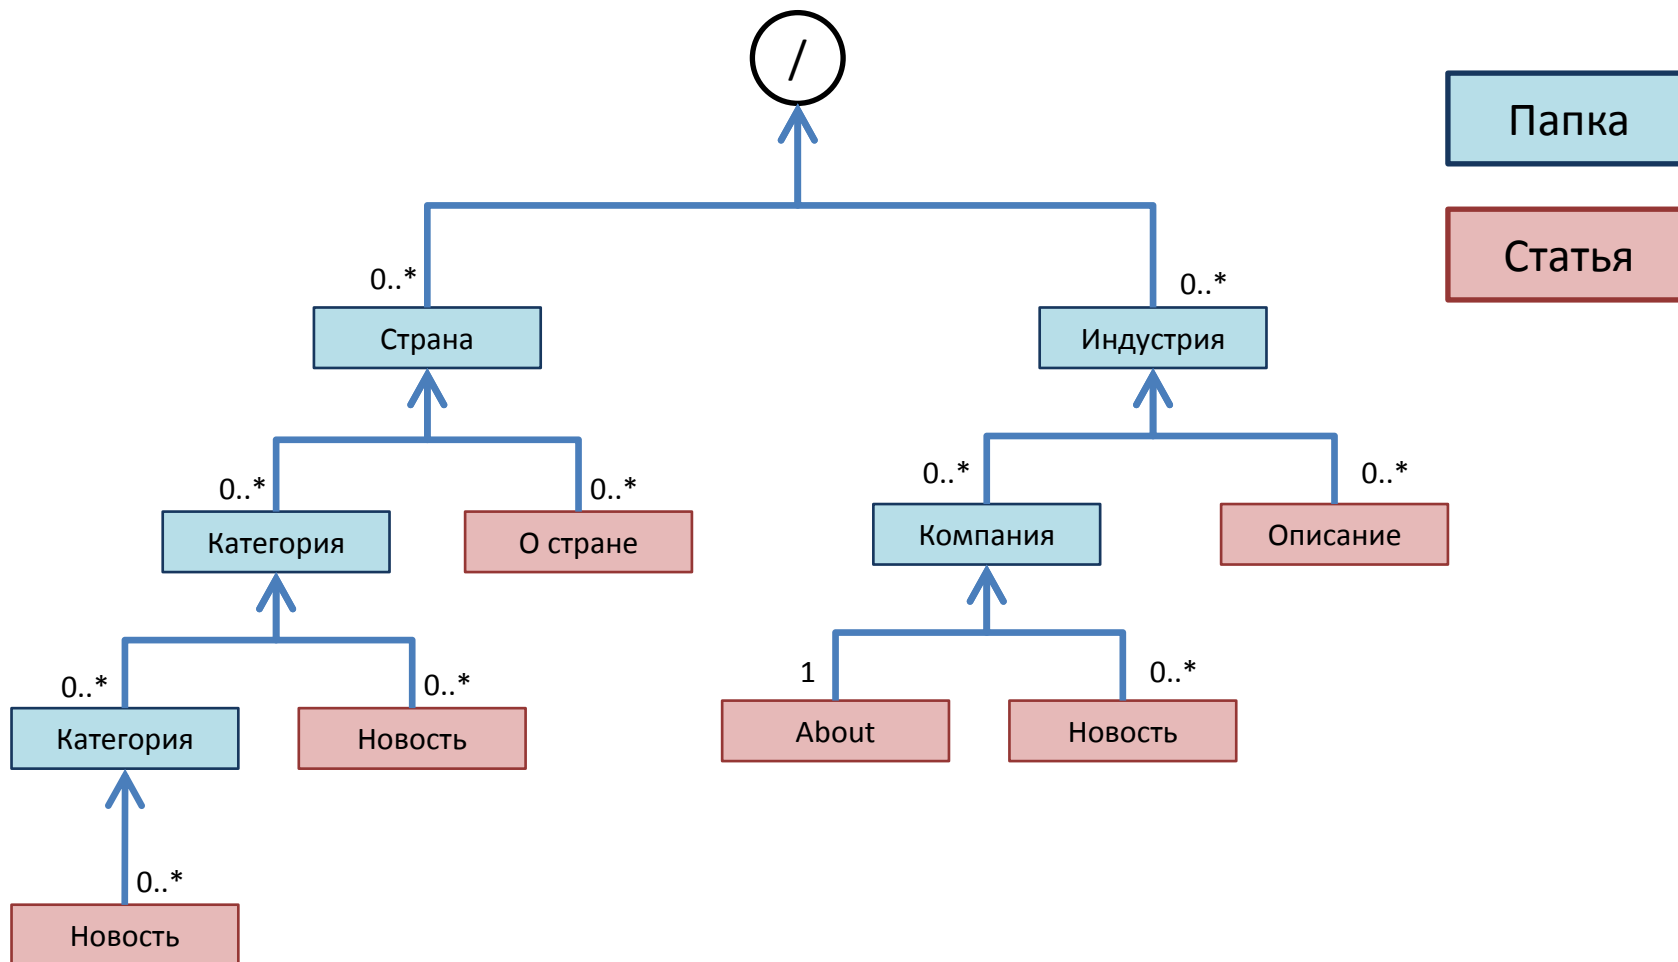 /
Папка
Статья
0..*
0..*
Страна
Индустрия
0..*
0..*
0..*
0..*
Категория
О стране
Компания
Описание
0..*
0..*
1
0..*
Категория
Новость
About
Новость
0..*
Новость